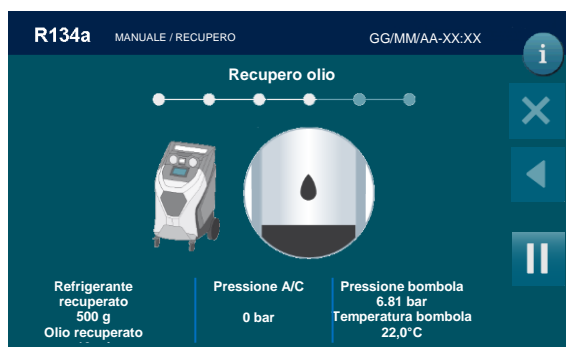 R134a MANUALE / RECUPERO GG/MM/AA-XX:XX
i
Recupero olio
Refrigerante
recuperato
500 g
Olio recuperato
Pressione A/C
0 bar
Pressione bombola
6.81 bar
Temperatura bombola
22,0°C